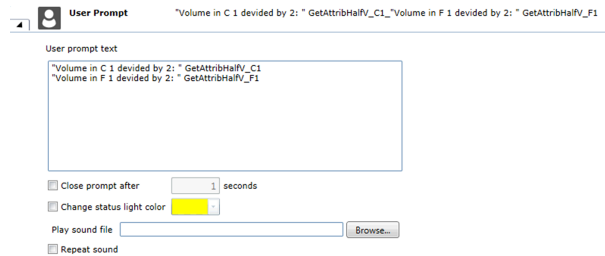 User Prompt "Volume in C 1 devided by 2: " GetAttribHalfV_C1_"Volume in F 1 devided by 2: " GetAttribHalfV_F1
User prompt text
"Volume in C 1 devided by 2: " GetAttribHalfV_C1
"Volume in F 1 devided by 2: " GetAttribHalfV_F1
Close prompt after 1 seconds
Change status light color
Play sound file Browse...
Repeat sound